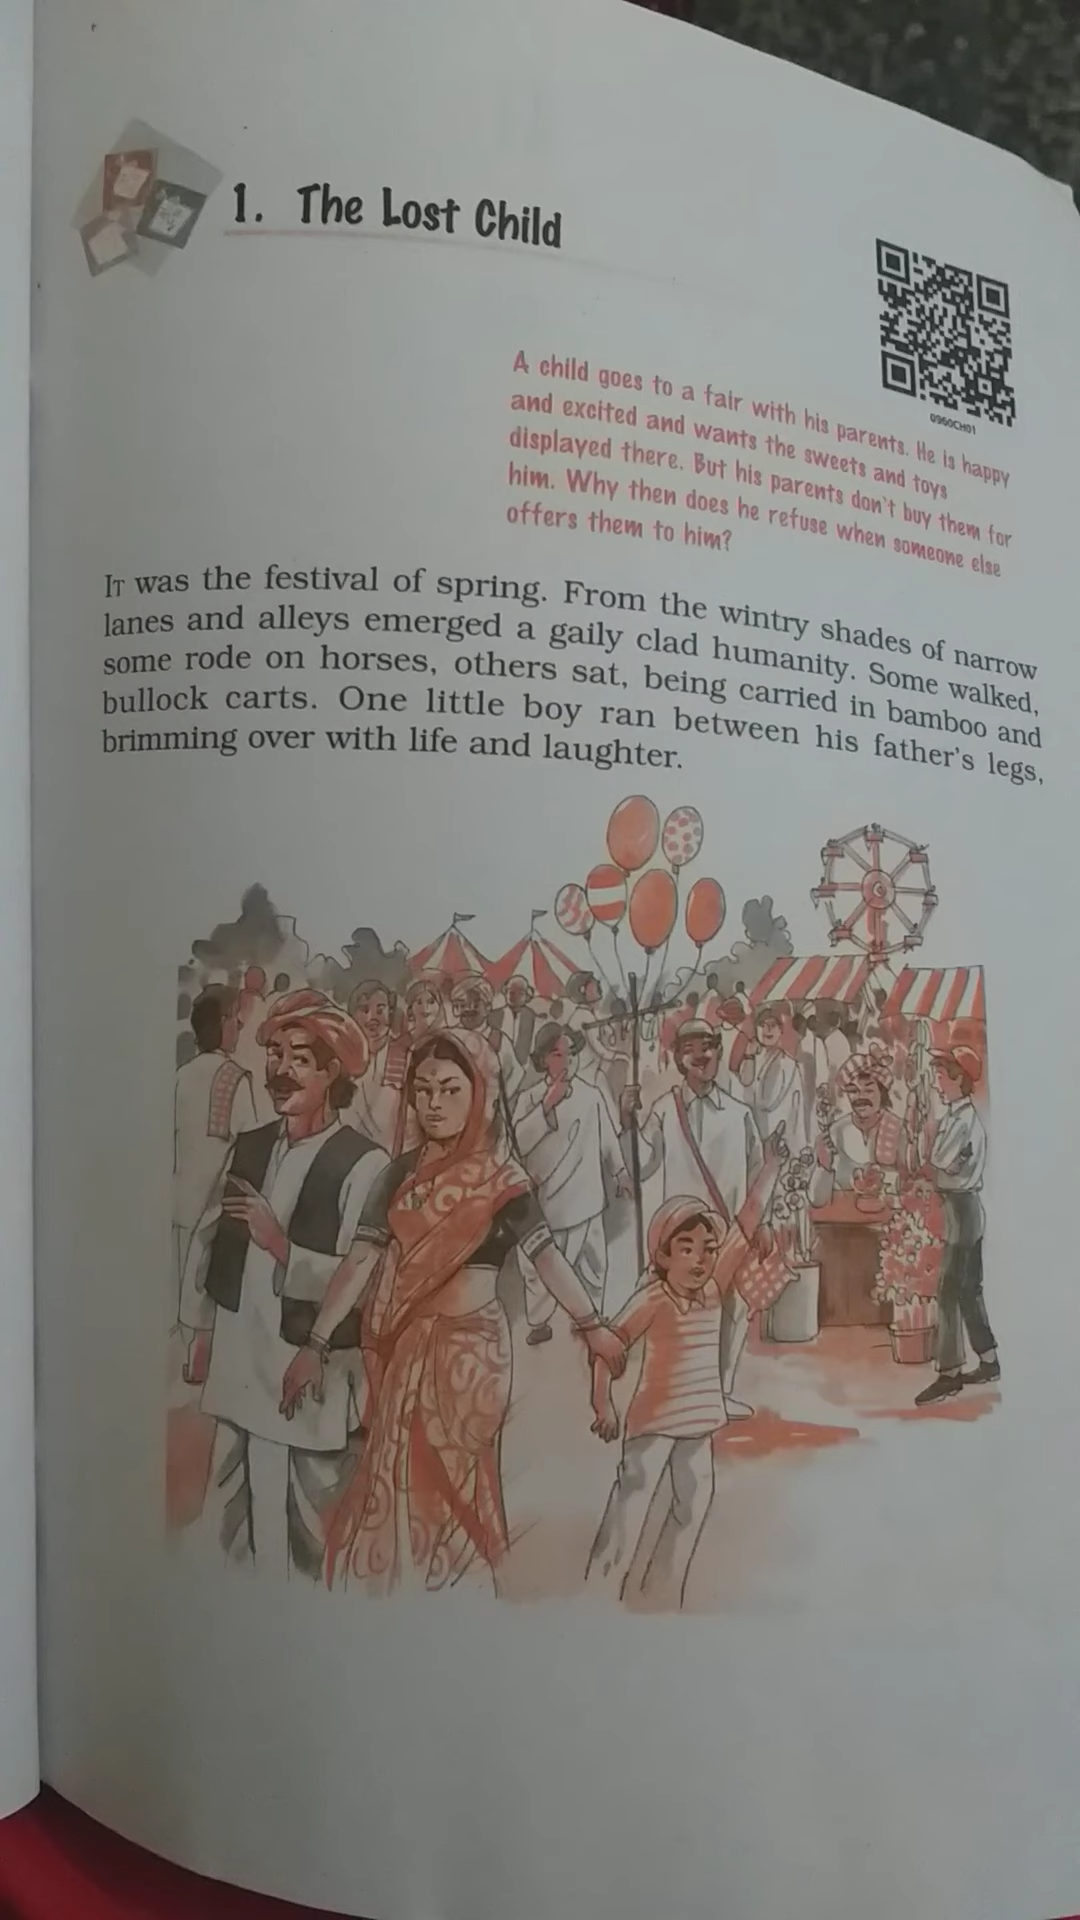 1. The Lost Child
0960CH01
A child goes to a fair with his parents. He is happy
and excited and wants the sweets and toys
displayed there. But his parents don't buy them for
him. Why then does he refuse when someone else
offers them to him?
IT was the festival of spring. From the wintry shades of narrow
lanes and alleys emerged a gaily clad humanity. Some walked,
some rode on horses, others sat, being carried in bamboo and
bullock carts. One little boy ran between his father's legs,
brimming over with life and laughter.